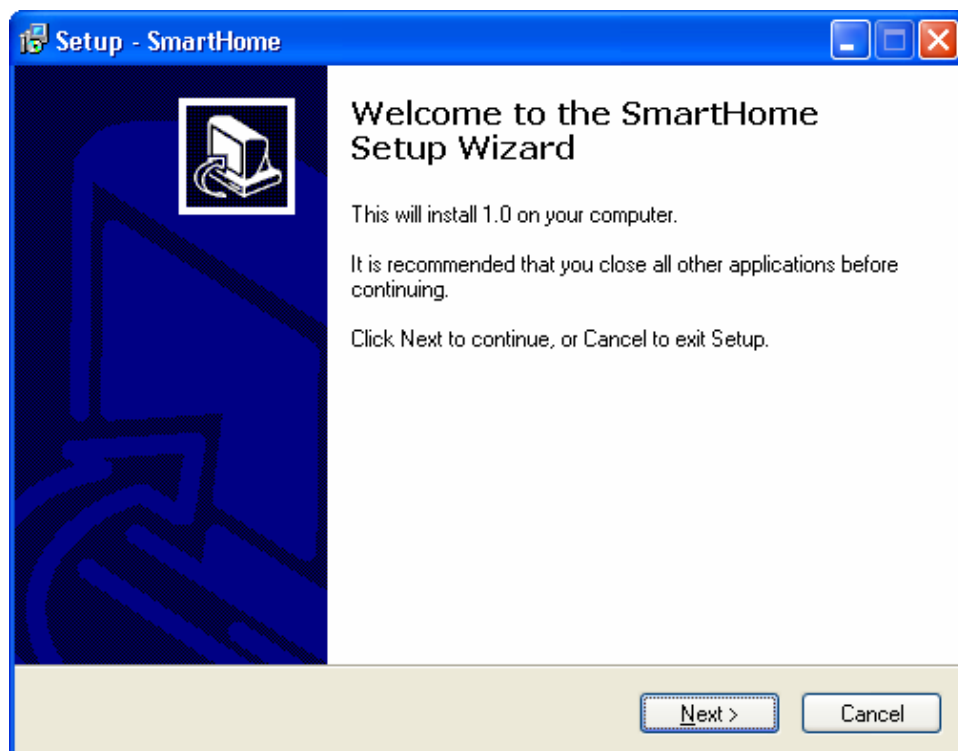 Setup - SmartHome
Welcome to the SmartHome
Setup Wizard
This will install 1.0 on your computer.
It is recommended that you close all other applications before
continuing.
Click Next to continue, or Cancel to exit Setup.
Next >
Cancel